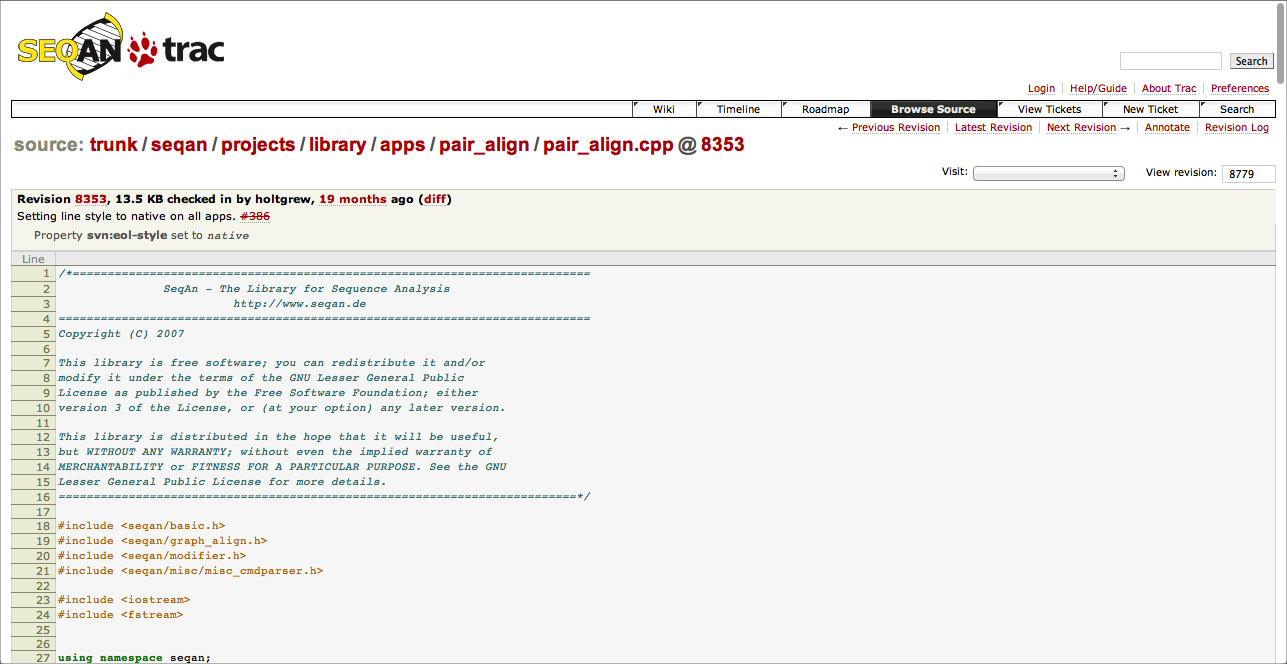 SEQAN trac
Search
Login Help/Guide About Trac Preferences
Wiki Timeline Roadmap Browse Source View Tickets New Ticket Search
← Previous Revision Latest Revision Next Revision → Annotate Revision Log
source: trunk / seqan / projects / library / apps / pair_align / pair_align.cpp @ 8353
Visit: View revision: 8779
Revision 8353, 13.5 KB checked in by holtgrew, 19 months ago (diff)
Setting line style to native on all apps. #386
Property svn:eol-style set to native
Line
1 /*==========================================================================
2 SeqAn - The Library for Sequence Analysis
3 http://www.seqan.de
4 ============================================================================
5 Copyright (C) 2007
6
7 This library is free software; you can redistribute it and/or
8 modify it under the terms of the GNU Lesser General Public
9 License as published by the Free Software Foundation; either
10 version 3 of the License, or (at your option) any later version.
11
12 This library is distributed in the hope that it will be useful,
13 but WITHOUT ANY WARRANTY; without even the implied warranty of
14 MERCHANTABILITY or FITNESS FOR A PARTICULAR PURPOSE. See the GNU
15 Lesser General Public License for more details.
16 ==========================================================================*/
17
18 #include <seqan/basic.h>
19 #include <seqan/graph_align.h>
20 #include <seqan/modifier.h>
21 #include <seqan/misc/misc_cmdparser.h>
22
23 #include <iostream>
24 #include <fstream>
25
26
27 using namespace seqan;